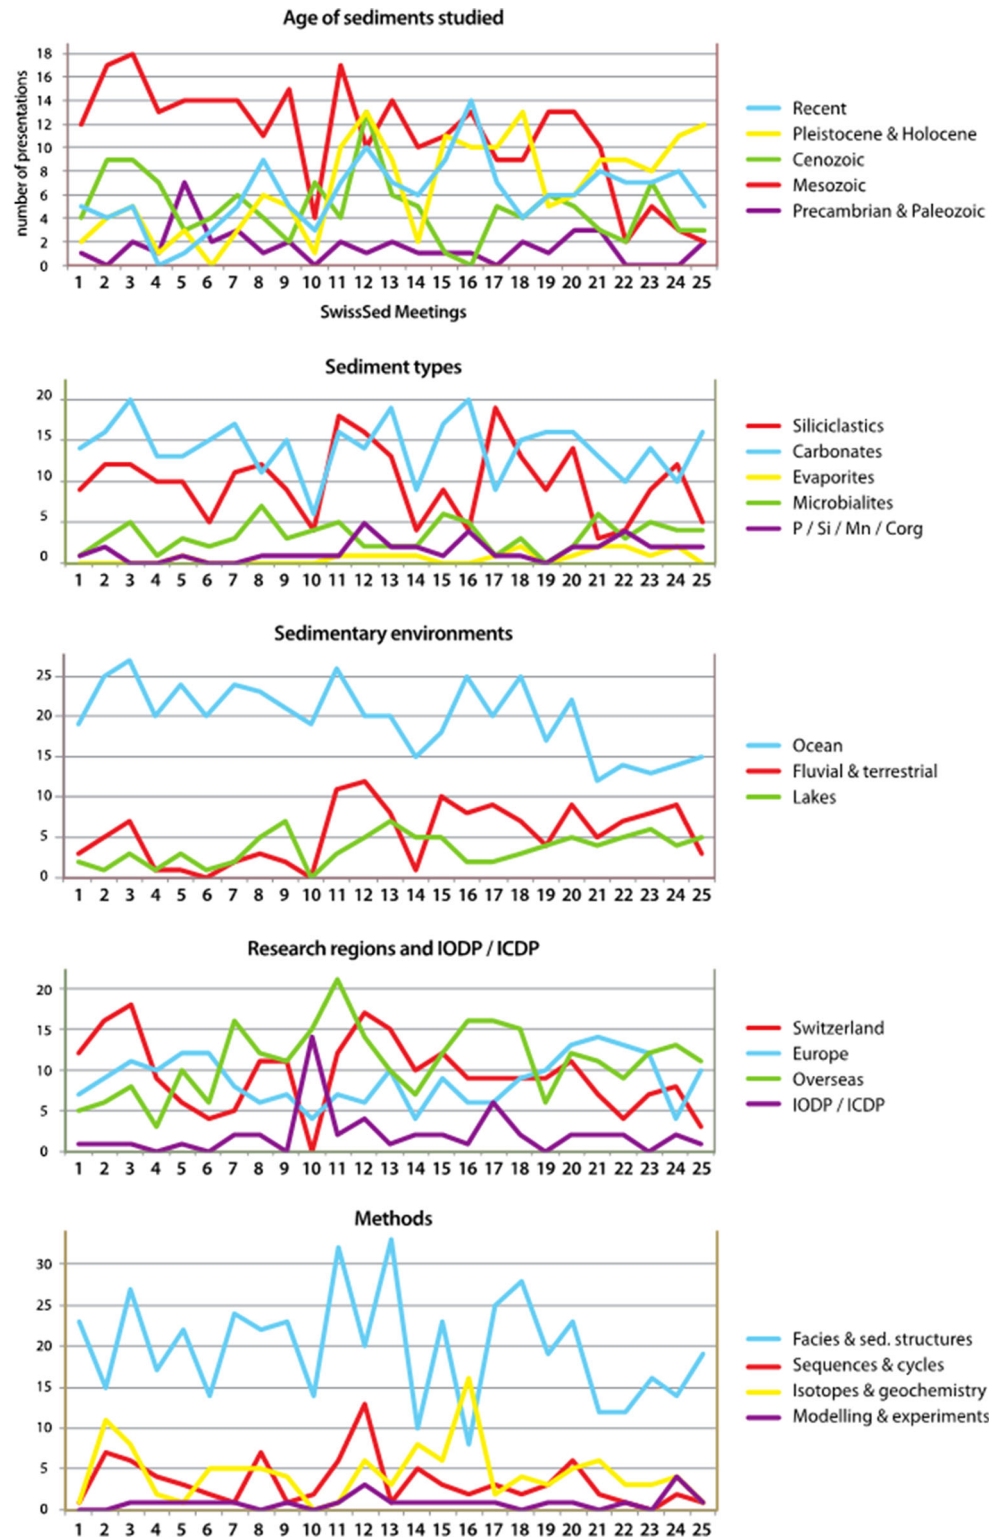 Age of sediments studied
number of presentations
18
16
14
12
10
8
6
4
2
0
1 2 3 4 5 6 7 8 9 10 11 12 13 14 15 16 17 18 19 20 21 22 23 24 25
SwissSed Meetings
Recent
Pleistocene & Holocene
Cenozoic
Mesozoic
Precambrian & Paleozoic
Sediment types
20
15
10
5
0
1 2 3 4 5 6 7 8 9 10 11 12 13 14 15 16 17 18 19 20 21 22 23 24 25
Siliciclastics
Carbonates
Evaporites
Microbialites
P / Si / Mn / Corg
Sedimentary environments
25
20
15
10
5
0
1 2 3 4 5 6 7 8 9 10 11 12 13 14 15 16 17 18 19 20 21 22 23 24 25
Ocean
Fluvial & terrestrial
Lakes
Research regions and IODP / ICDP
20
15
10
5
0
1 2 3 4 5 6 7 8 9 10 11 12 13 14 15 16 17 18 19 20 21 22 23 24 25
Switzerland
Europe
Overseas
IODP / ICDP
Methods
30
25
20
15
10
5
0
1 2 3 4 5 6 7 8 9 10 11 12 13 14 15 16 17 18 19 20 21 22 23 24 25
Facies & sed. structures
Sequences & cycles
Isotopes & geochemistry
Modelling & experiments